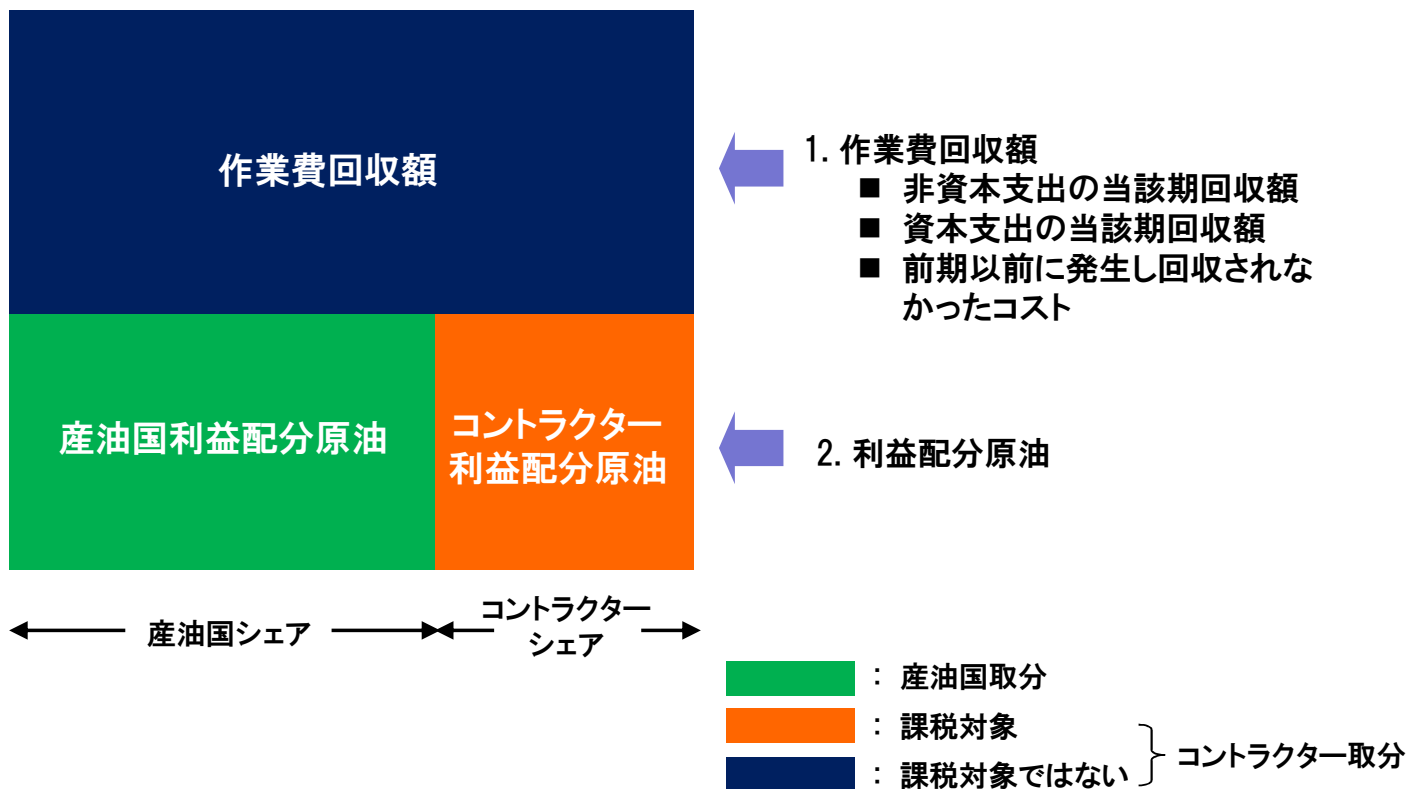 作業費回収額
1. 作業費回収額
■ 非資本支出の当該期回収額
■ 資本支出の当該期回収額
■ 前期以前に発生し回収されな
かったコスト
産油国利益配分原油
コントラクター
利益配分原油
2. 利益配分原油
産油国シェア
コントラクター
シェア
： 産油国取分
： 課税対象
： 課税対象ではない
コントラクター取分